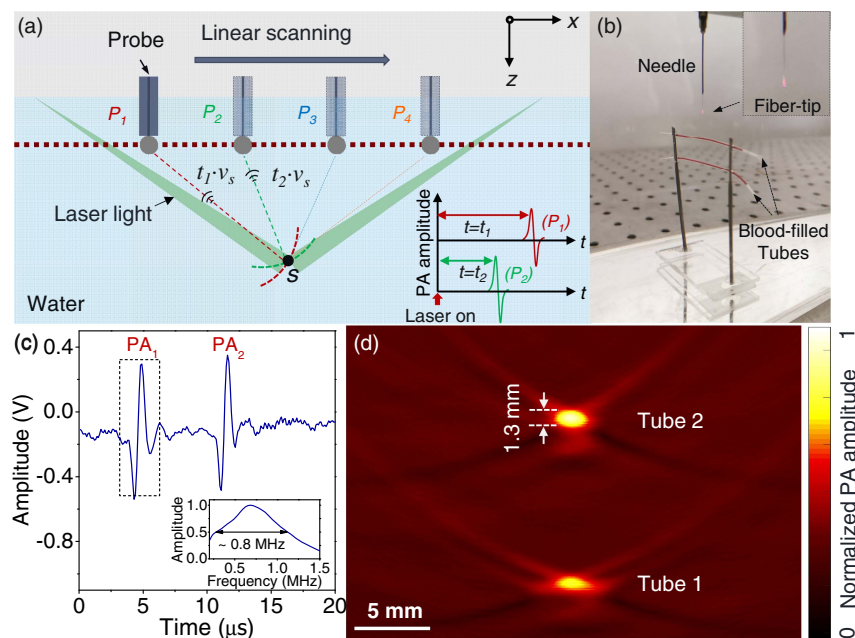 (a)
Probe
Linear scanning
x
z
P1
P2
P3
P4
t1·vs
t2·vs
Laser light
S
Water
PA amplitude
t=t1
(P1)
t
t=t2
(P2)
t
Laser on
(b)
Needle
Fiber-tip
Blood-filled
Tubes
(c)
PA1
PA2
0.4
0.0
-0.4
-0.8
Amplitude (V)
0
5
10
15
20
Time (μs)
1.0
0.5
0.0
Amplitude
~ 0.8 MHz
0.5
1.0
1.5
Frequency (MHz)
(d)
1.3 mm
Tube 2
Tube 1
5 mm
0 Normalized PA amplitude 1